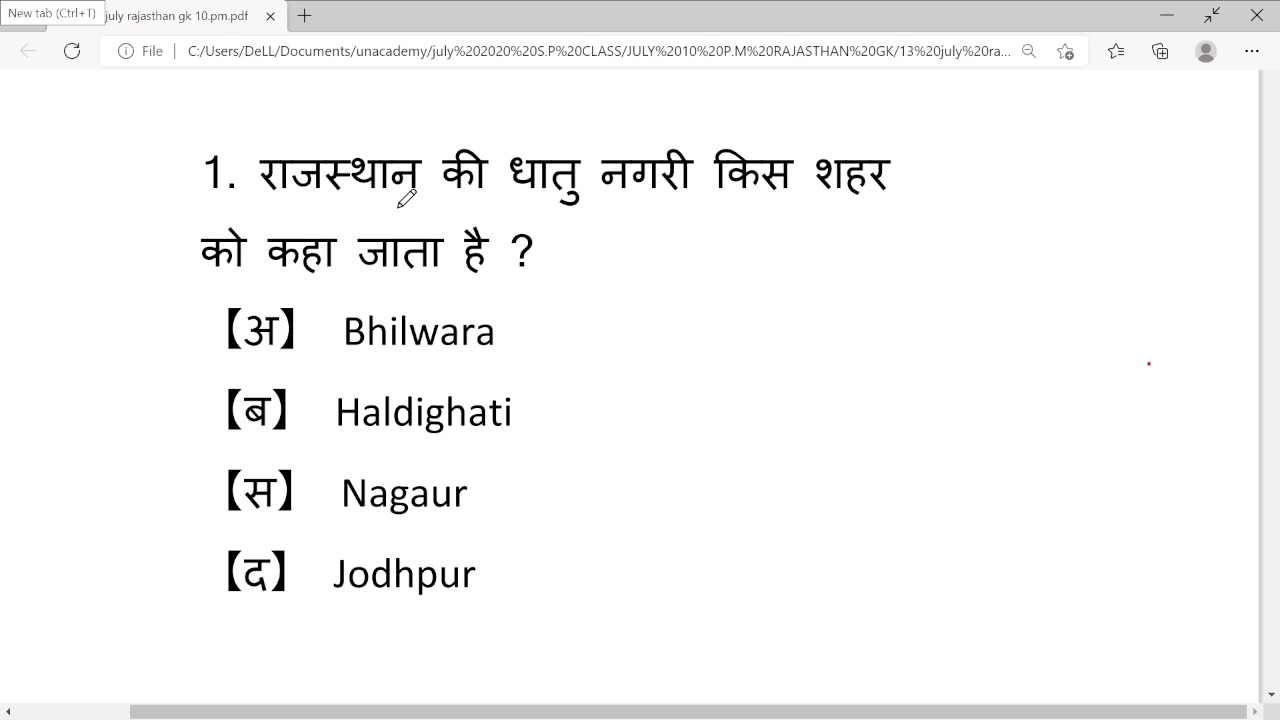 New tab (Ctrl+T)
july rajasthan gk 10.pm.pdf
File
C:/Users/DeLL/Documents/unacademy/july%202020%20S.P%20CLASS/JULY%2010%20P.M%20RAJASTHAN%20GK/13%20july%20ra...
1. राजस्थान की धातु नगरी किस शहर
को कहा जाता है ?
【अ】 Bhilwara
【ब】 Haldighati
【स】 Nagaur
【द】 Jodhpur